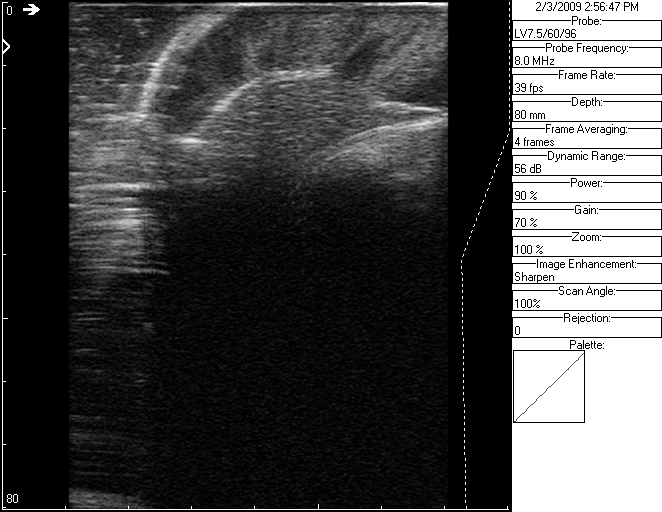 0
80
2/3/2009 2:56:47 PM
Probe:
LV7.5/60/96
Probe Frequency:
8.0 MHz
Frame Rate:
39 fps
Depth:
80 mm
Frame Averaging:
4 frames
Dynamic Range:
56 dB
Power:
90 %
Gain:
70 %
Zoom:
100 %
Image Enhancement:
Sharpen
Scan Angle:
100%
Rejection:
0
Palette: